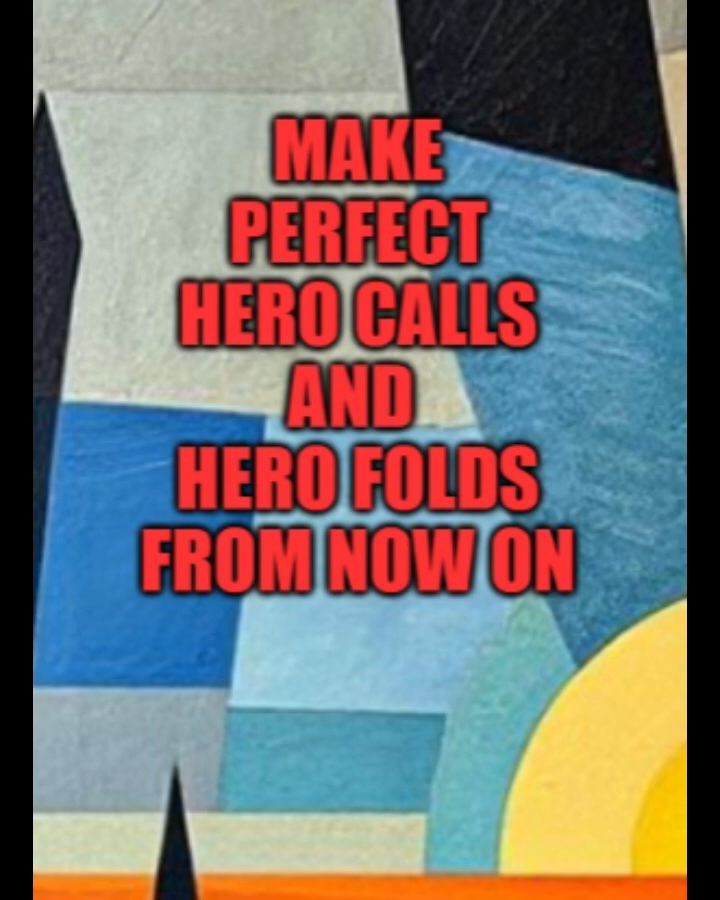 MAKE
PERFECT
HERO CALLS
AND
HERO FOLDS
FROM NOW ON